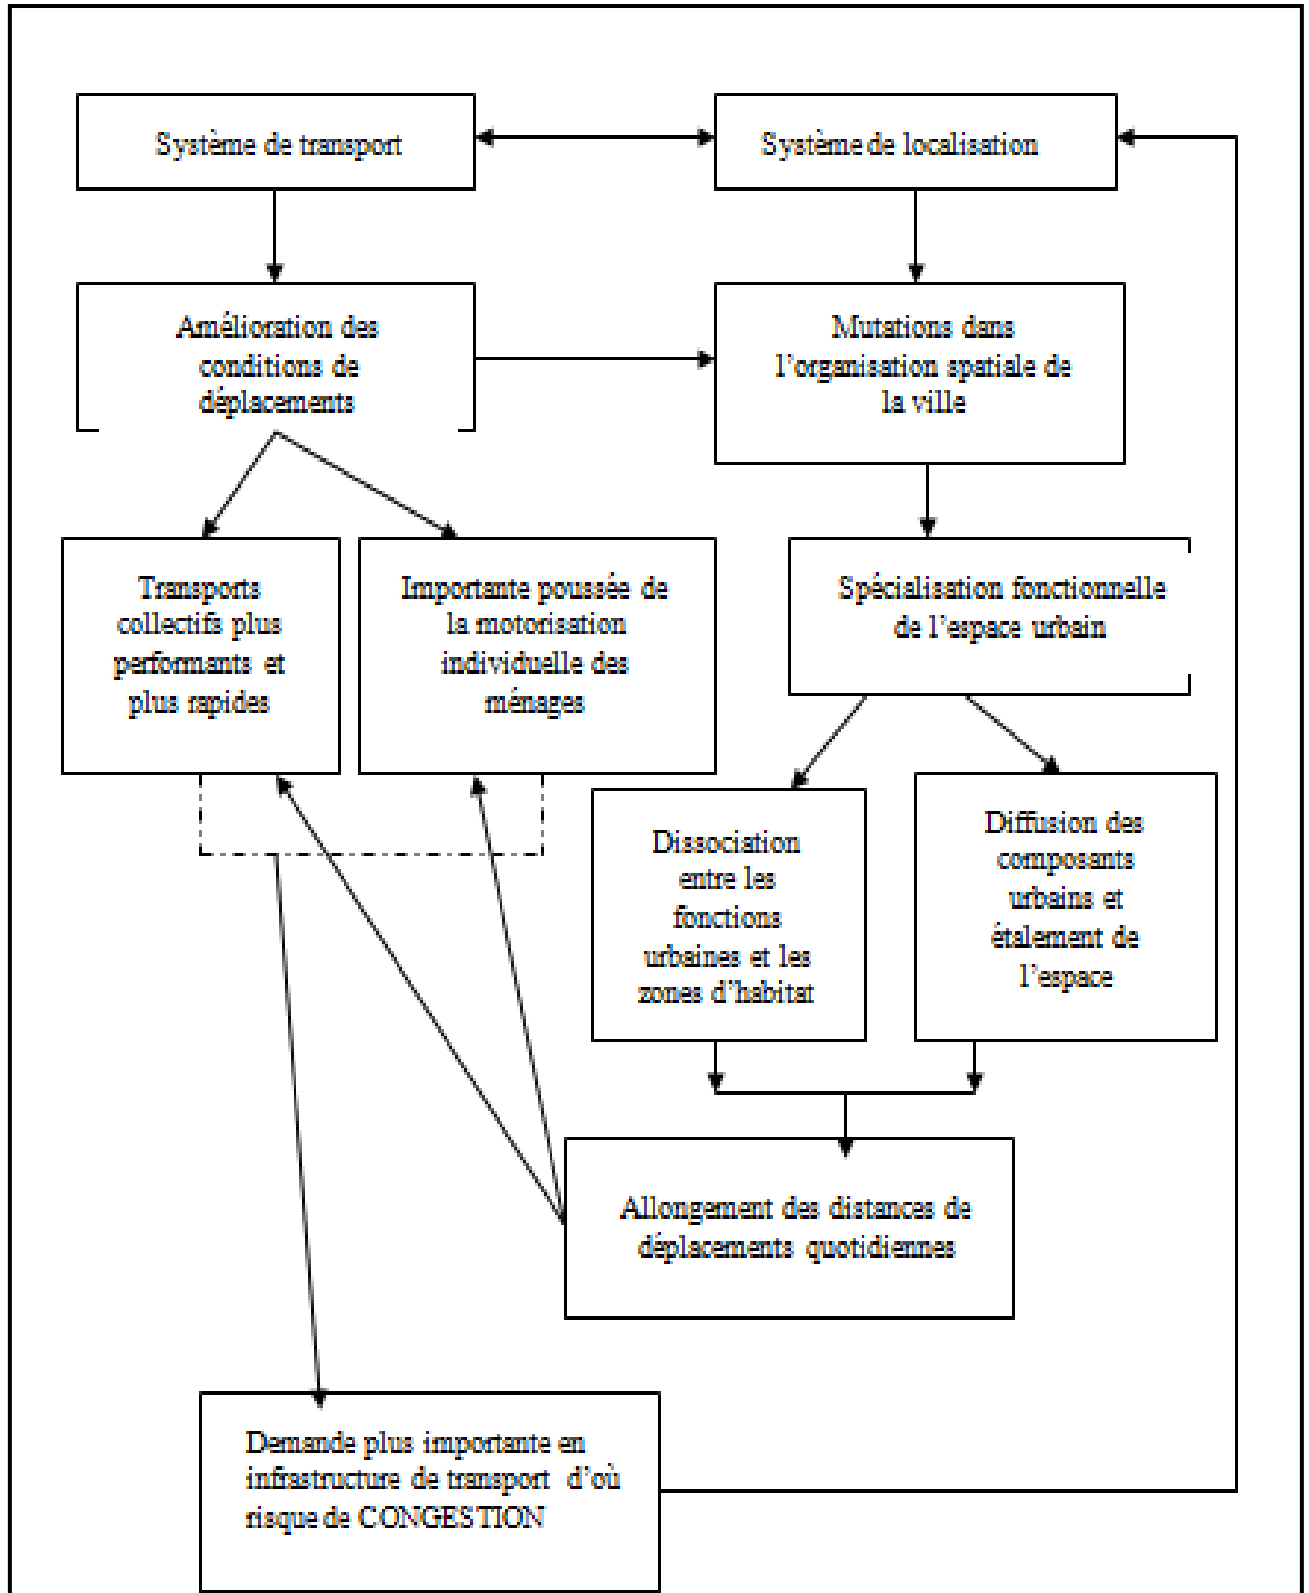 Système de transport
Système de localisation
Amélioration des
conditions de
déplacements
Mutations dans
l’organisation spatiale de
la ville
Transports
collectifs plus
performants et
plus rapides
Importante poussée de
la motorisation
individuelle des
ménages
Spécialisation fonctionnelle
de l’espace urbain
Dissociation
entre les
fonctions
urbaines et les
zones d’habitat
Diffusion des
composants
urbains et
étalement de
l’espace
Allongement des distances de
déplacements quotidiennes
Demande plus importante en
infrastructure de transport d’où
risque de CONGESTION